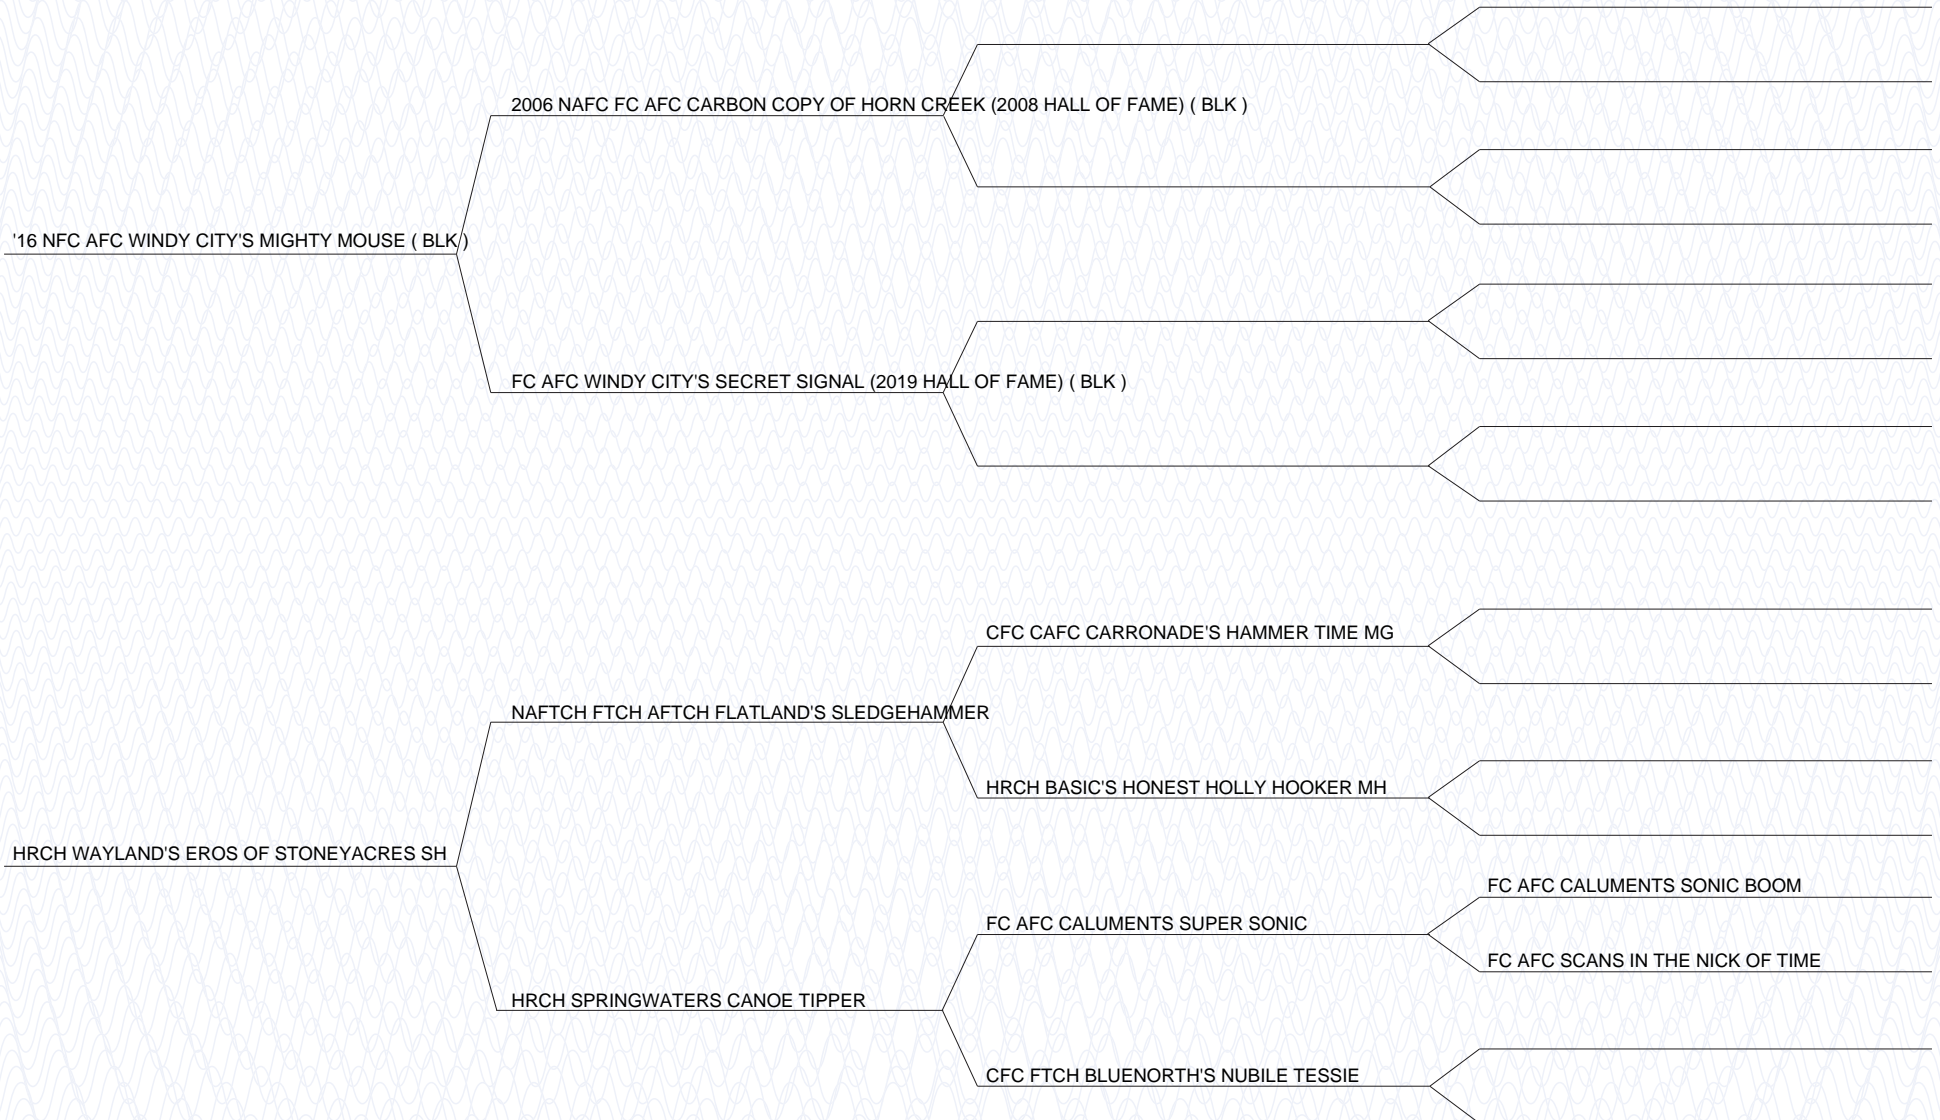 2006 NAFC FC AFC CARBON COPY OF HORN CREEK (2008 HALL OF FAME) ( BLK )
'16 NFC AFC WINDY CITY'S MIGHTY MOUSE ( BLK )
FC AFC WINDY CITY'S SECRET SIGNAL (2019 HALL OF FAME) ( BLK )
CFC CAFC CARRONADE'S HAMMER TIME MG
NAFTCH FTCH AFTCH FLATLAND'S SLEDGEHAMMER
HRCH BASIC'S HONEST HOLLY HOOKER MH
HRCH WAYLAND'S EROS OF STONEYACRES SH
FC AFC CALUMENTS SONIC BOOM
FC AFC CALUMENTS SUPER SONIC
FC AFC SCANS IN THE NICK OF TIME
HRCH SPRINGWATERS CANOE TIPPER
CFC FTCH BLUENORTH'S NUBILE TESSIE